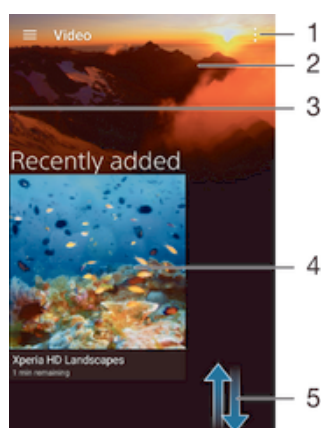 Video
1
2
3
Recently added
4
Xperia HD Landscapes
1 min remaining
5